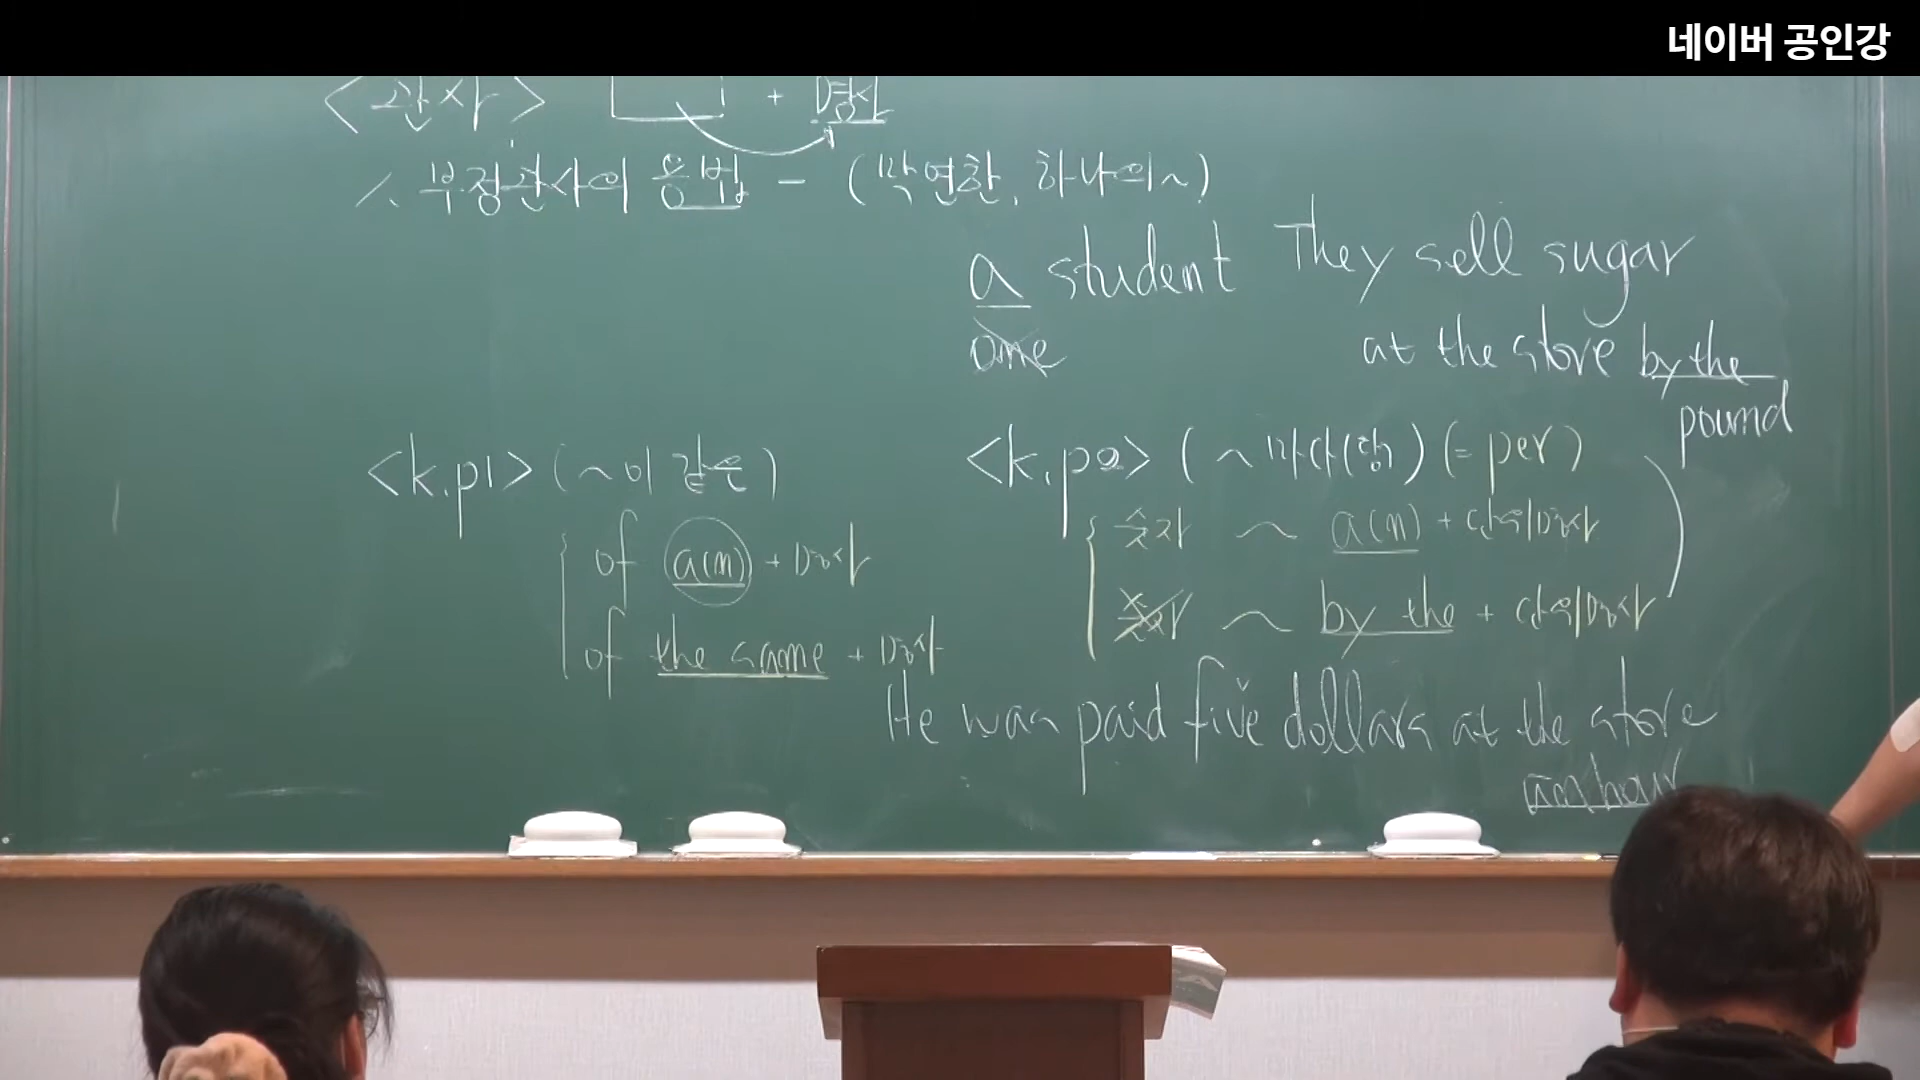 네이버 공인강
<관사> + 명사
1. 부정관사의 용법 - (막연한, 하나의~)
a student
one
They sell sugar
at the store by the
pound
<k.p1> (~이 같은)
of a(n) + 명사
of the same + 명사
<k.p2> (~마다(당)) (= per)
숫자 ~ a(n) + 단위명사
숫자 ~ by the + 단위명사
He was paid five dollars at the store
an hour